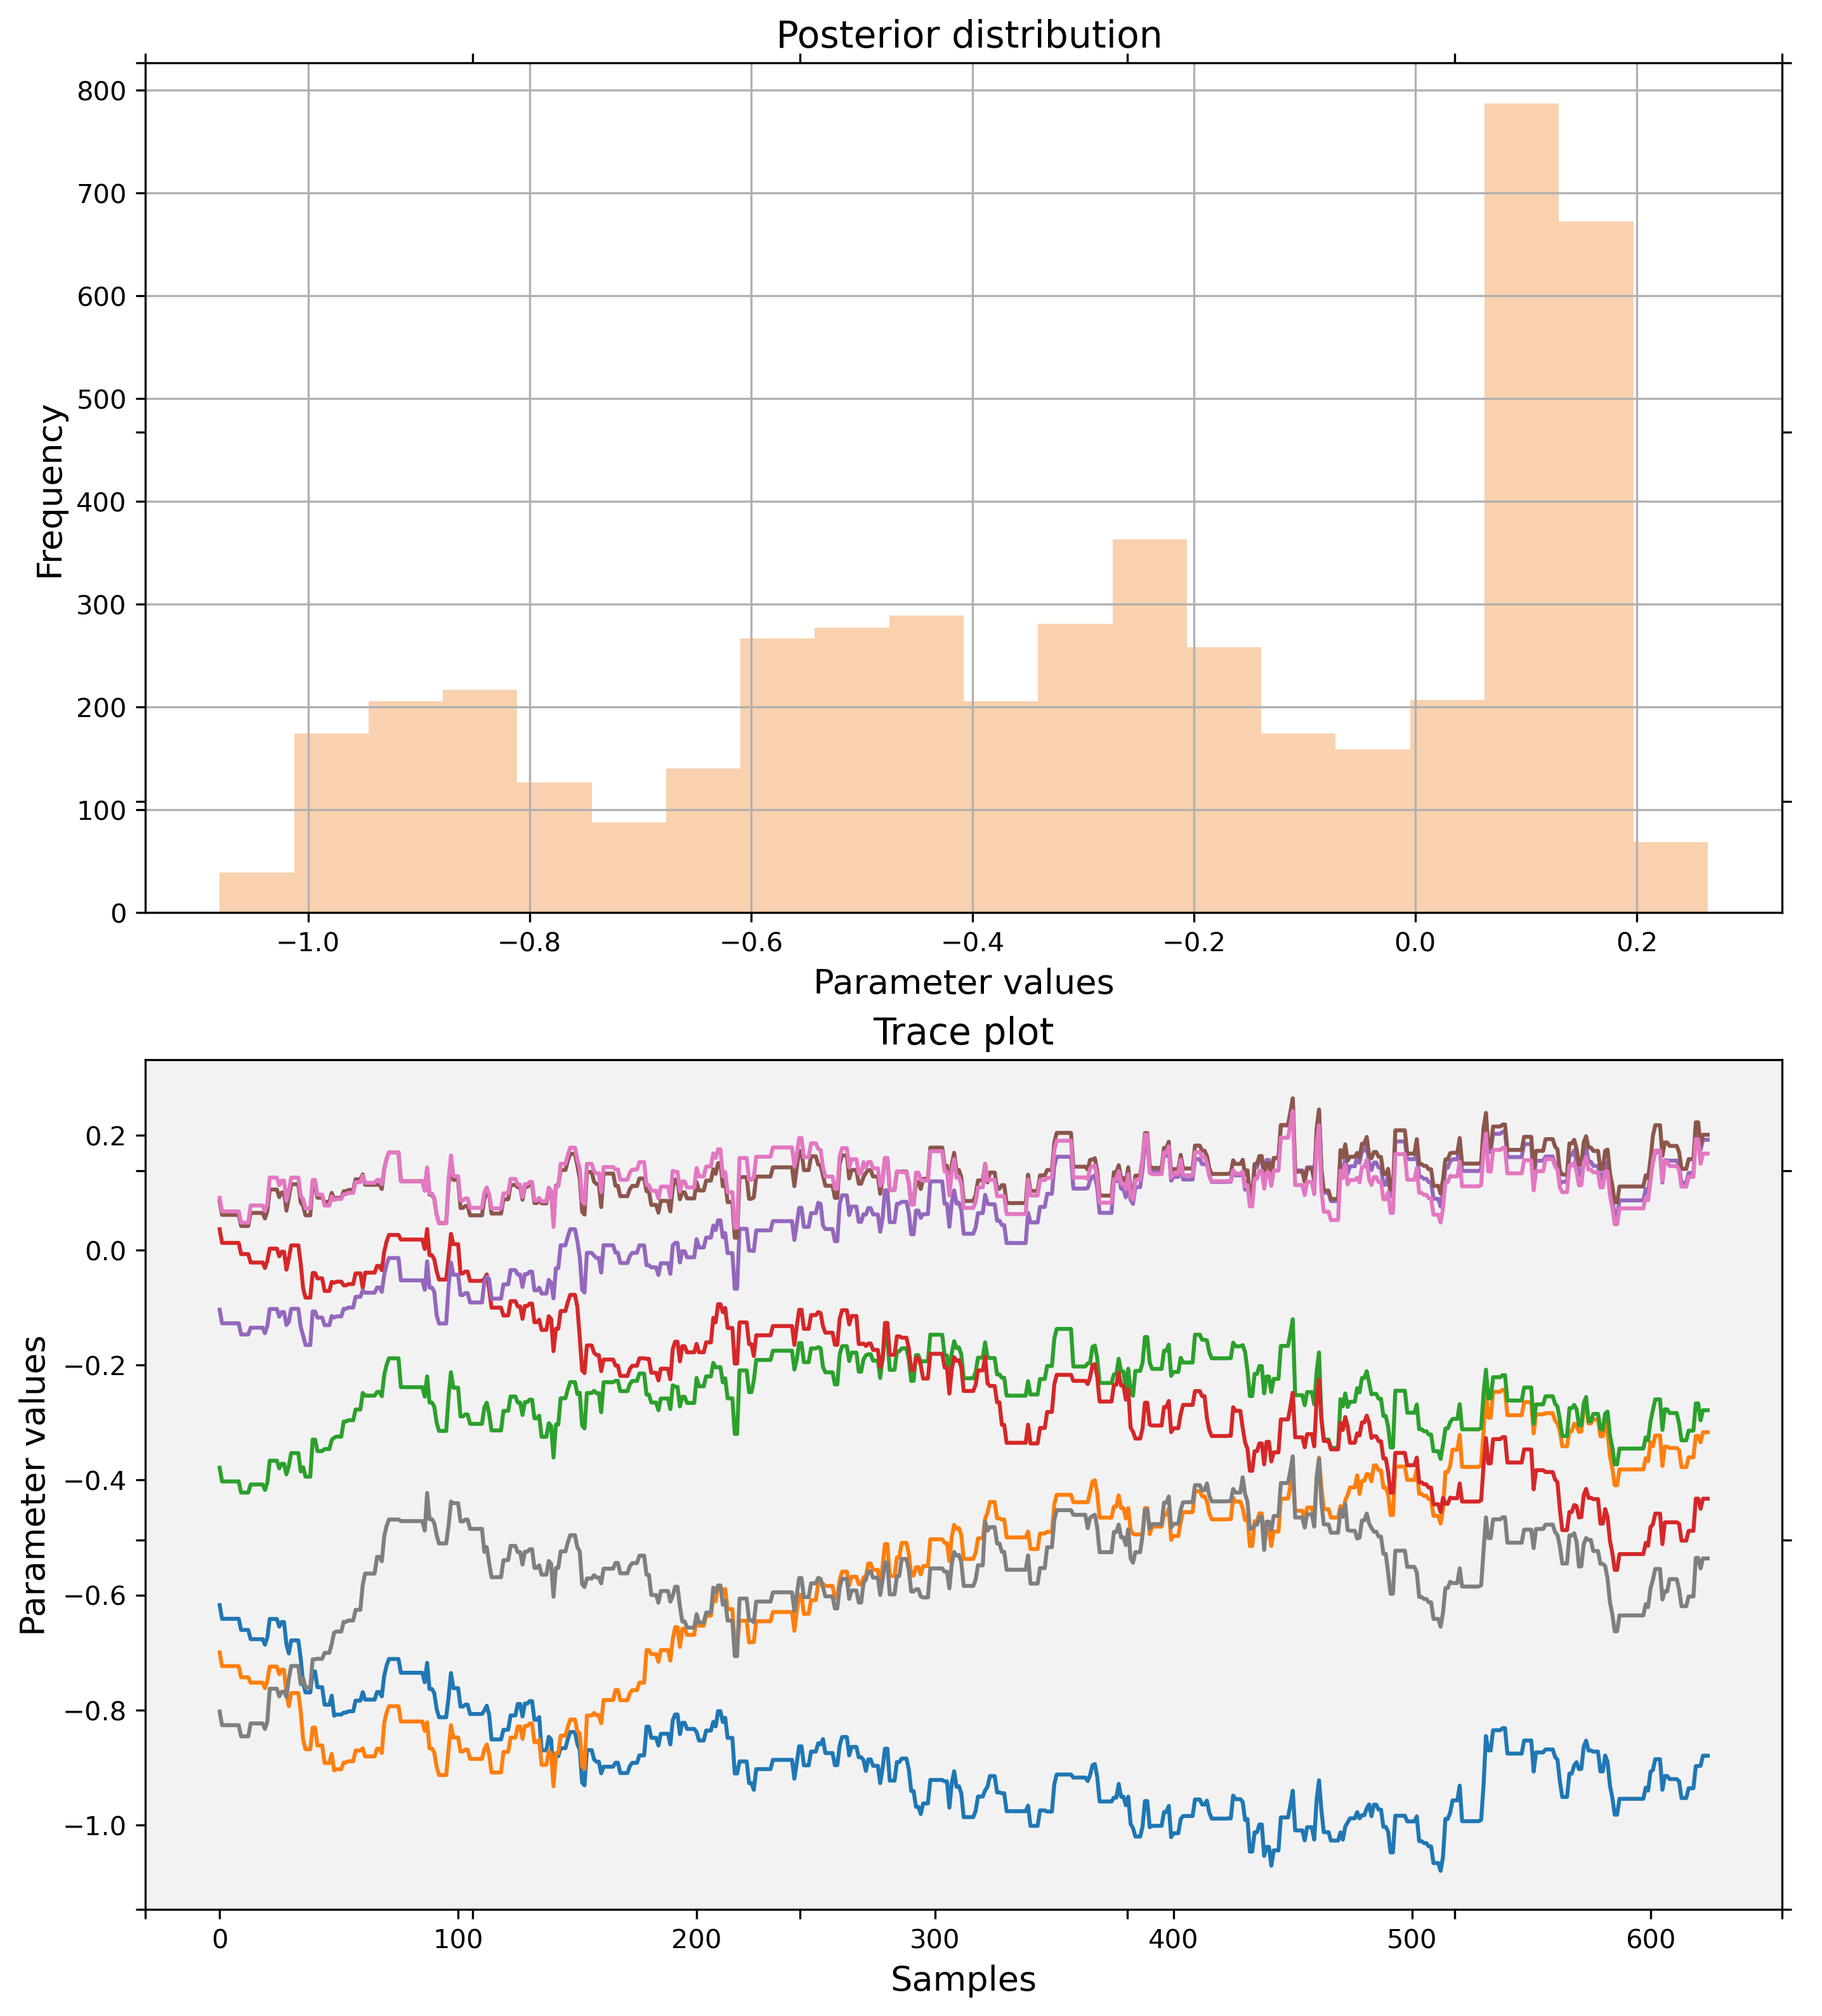 Posterior distribution
800
700
600
500
400
300
200
100
0
Frequency
−1.0 −0.8 −0.6 −0.4 −0.2 0.0 0.2
Parameter values
Trace plot
0.2
0.0
−0.2
−0.4
−0.6
−0.8
−1.0
Parameter values
0 100 200 300 400 500 600
Samples